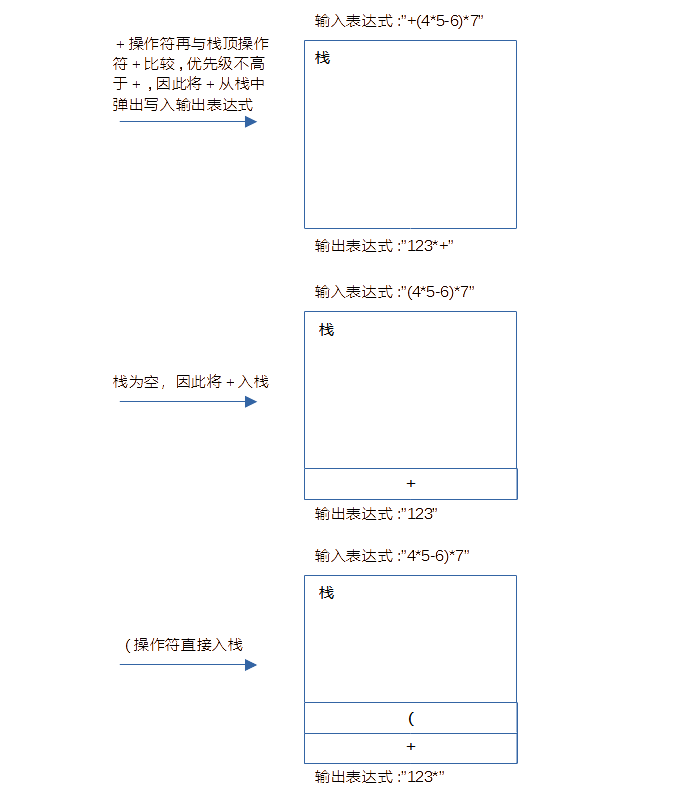 输入表达式 :”+(4*5-6)*7”
+ 操作符再与栈顶操作
符 + 比较 , 优先级不高
于 + , 因此将 + 从栈中
弹出写入输出表达式
栈
输出表达式 :”123*+”
输入表达式 :”(4*5-6)*7”
栈
栈为空，因此将 + 入栈
+
输出表达式 :”123”
输入表达式 :”4*5-6)*7”
栈
( 操作符直接入栈
(
+
输出表达式 :”123*”